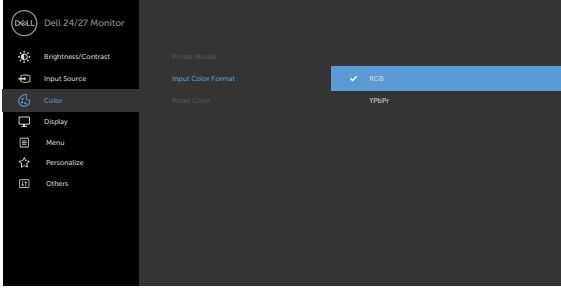 DELL
Dell 24/27 Monitor
Brightness/Contrast
Input Source
Color
Display
Menu
Personalize
Others
Preset Modes
Input Color Format
Reset Color
RGB
YPbPr